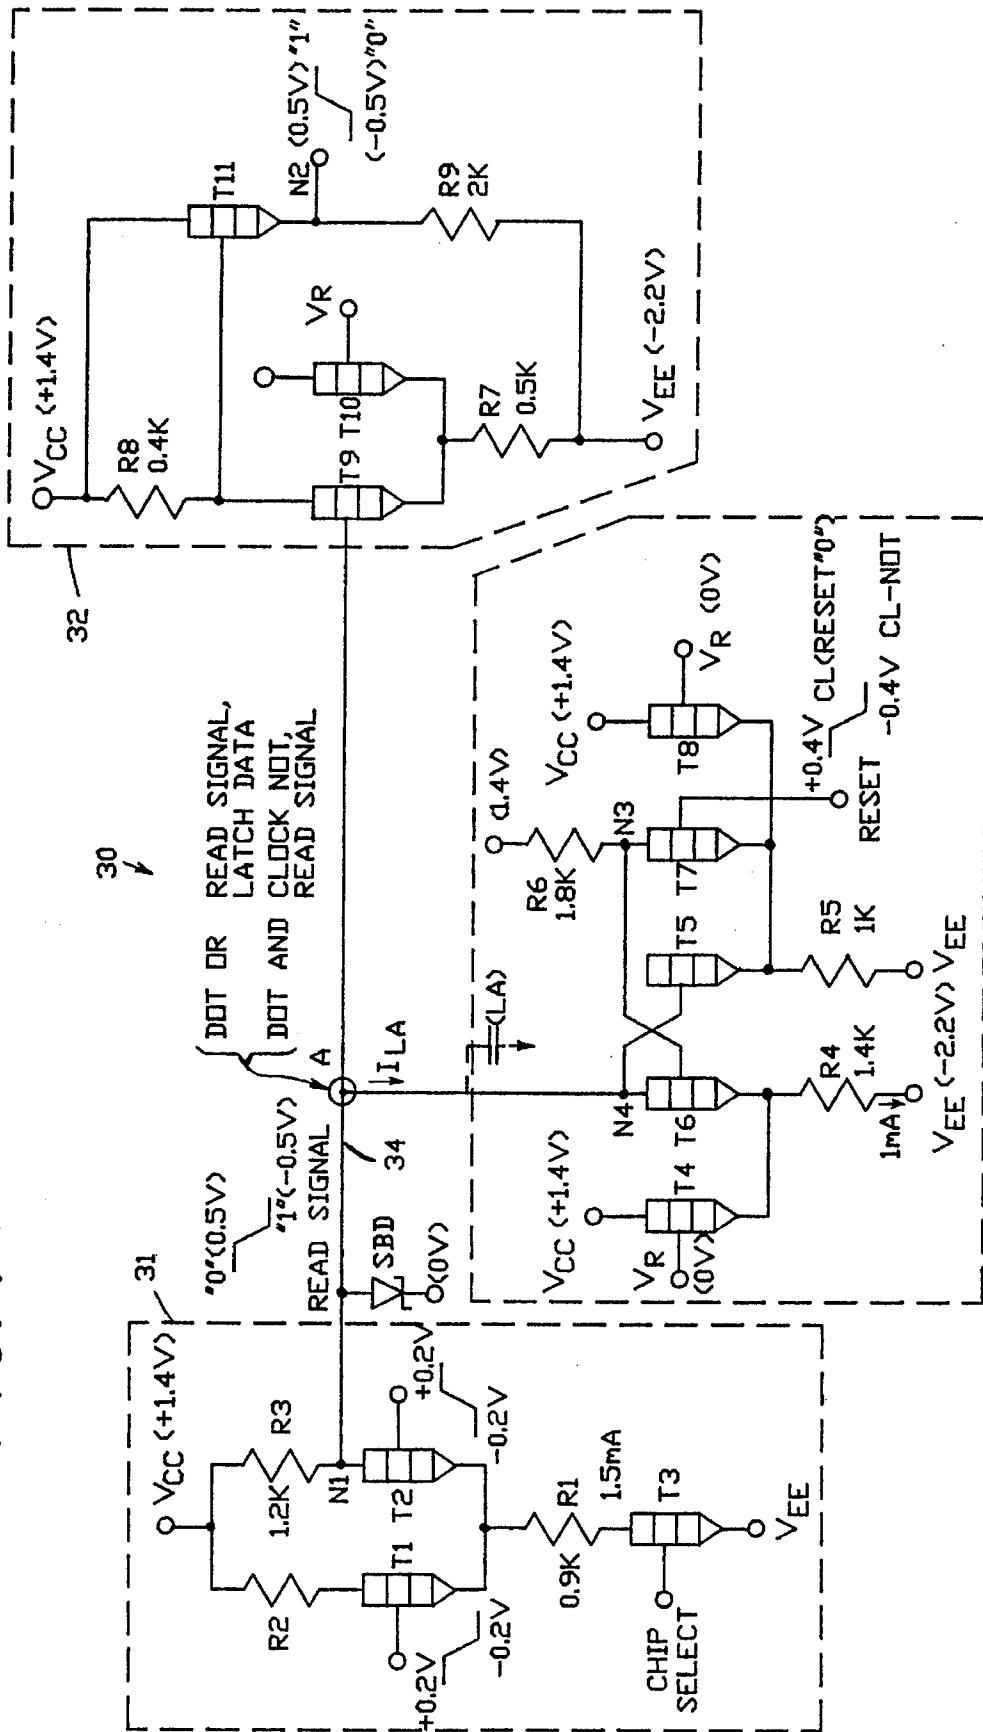 30
31
VCC (+1.4V)
R2
R3
1.2K
N1
T1
T2
+0.2V
-0.2V
+0.2V
-0.2V
R1
0.9K
1.5mA
T3
CHIP
SELECT
VEE
"0"(0.5V)
"1"(-0.5V)
READ SIGNAL
34
SBD
(0V)
A
DOT OR READ SIGNAL,
LATCH DATA
DOT AND CLOCK NOT,
READ SIGNAL
ILA
(LA)
VCC (+1.4V)
T4
VR
(0V)
N4
T6
R4
1.4K
1mA
VEE (-2.2V)
T5
R5
1K
VEE
(1.4V)
R6
1.8K
N3
T7
VCC (+1.4V)
T8
VR (0V)
RESET
+0.4V CL(RESET"0")
-0.4V CL-NOT
32
VCC (+1.4V)
R8
0.4K
T9
T10
VR
R7
0.5K
VEE (-2.2V)
T11
N2 (0.5V)"1"
(-0.5V)"0"
R9
2K